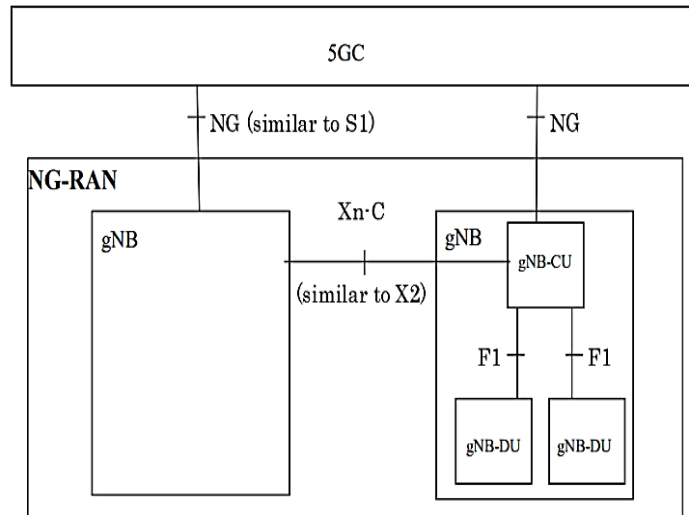 5GC
NG (similar to S1)
NG
NG-RAN
Xn-C
gNB
gNB
gNB-CU
(similar to X2)
F1
F1
gNB-DU
gNB-DU